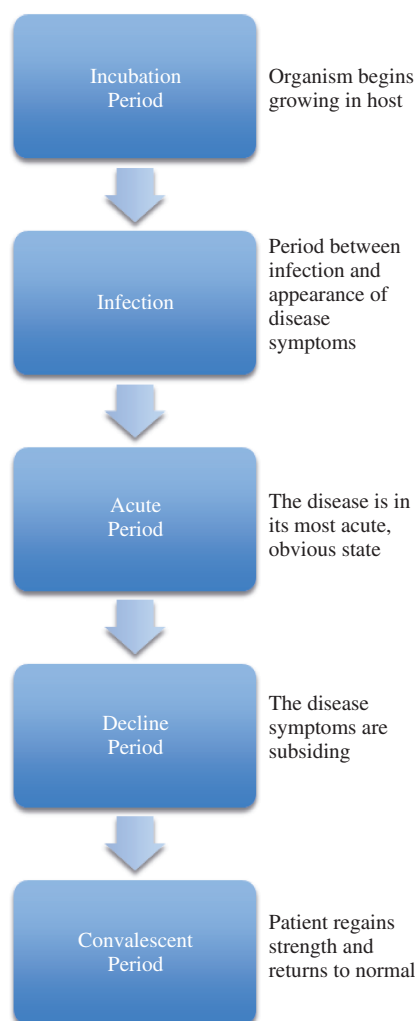 Incubation
Period
Organism begins
growing in host
Infection
Period between
infection and
appearance of
disease
symptoms
Acute
Period
The disease is in
its most acute,
obvious state
Decline
Period
The disease
symptoms are
subsiding
Convalescent
Period
Patient regains
strength and
returns to normal